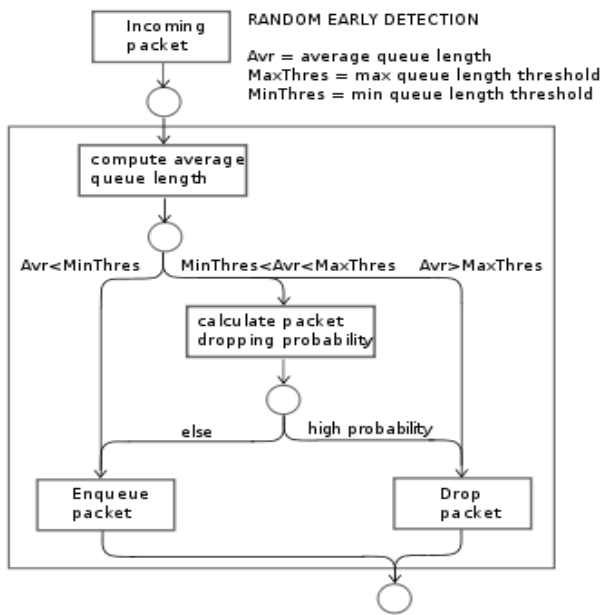 Incoming
packet
RANDOM EARLY DETECTION
Avr = average queue length
MaxThres = max queue length threshold
MinThres = min queue length threshold
compute average
queue length
Avr<MinThres
MinThres<Avr<MaxThres
Avr>MaxThres
calculate packet
dropping probability
else
high probability
Enqueue
packet
Drop
packet